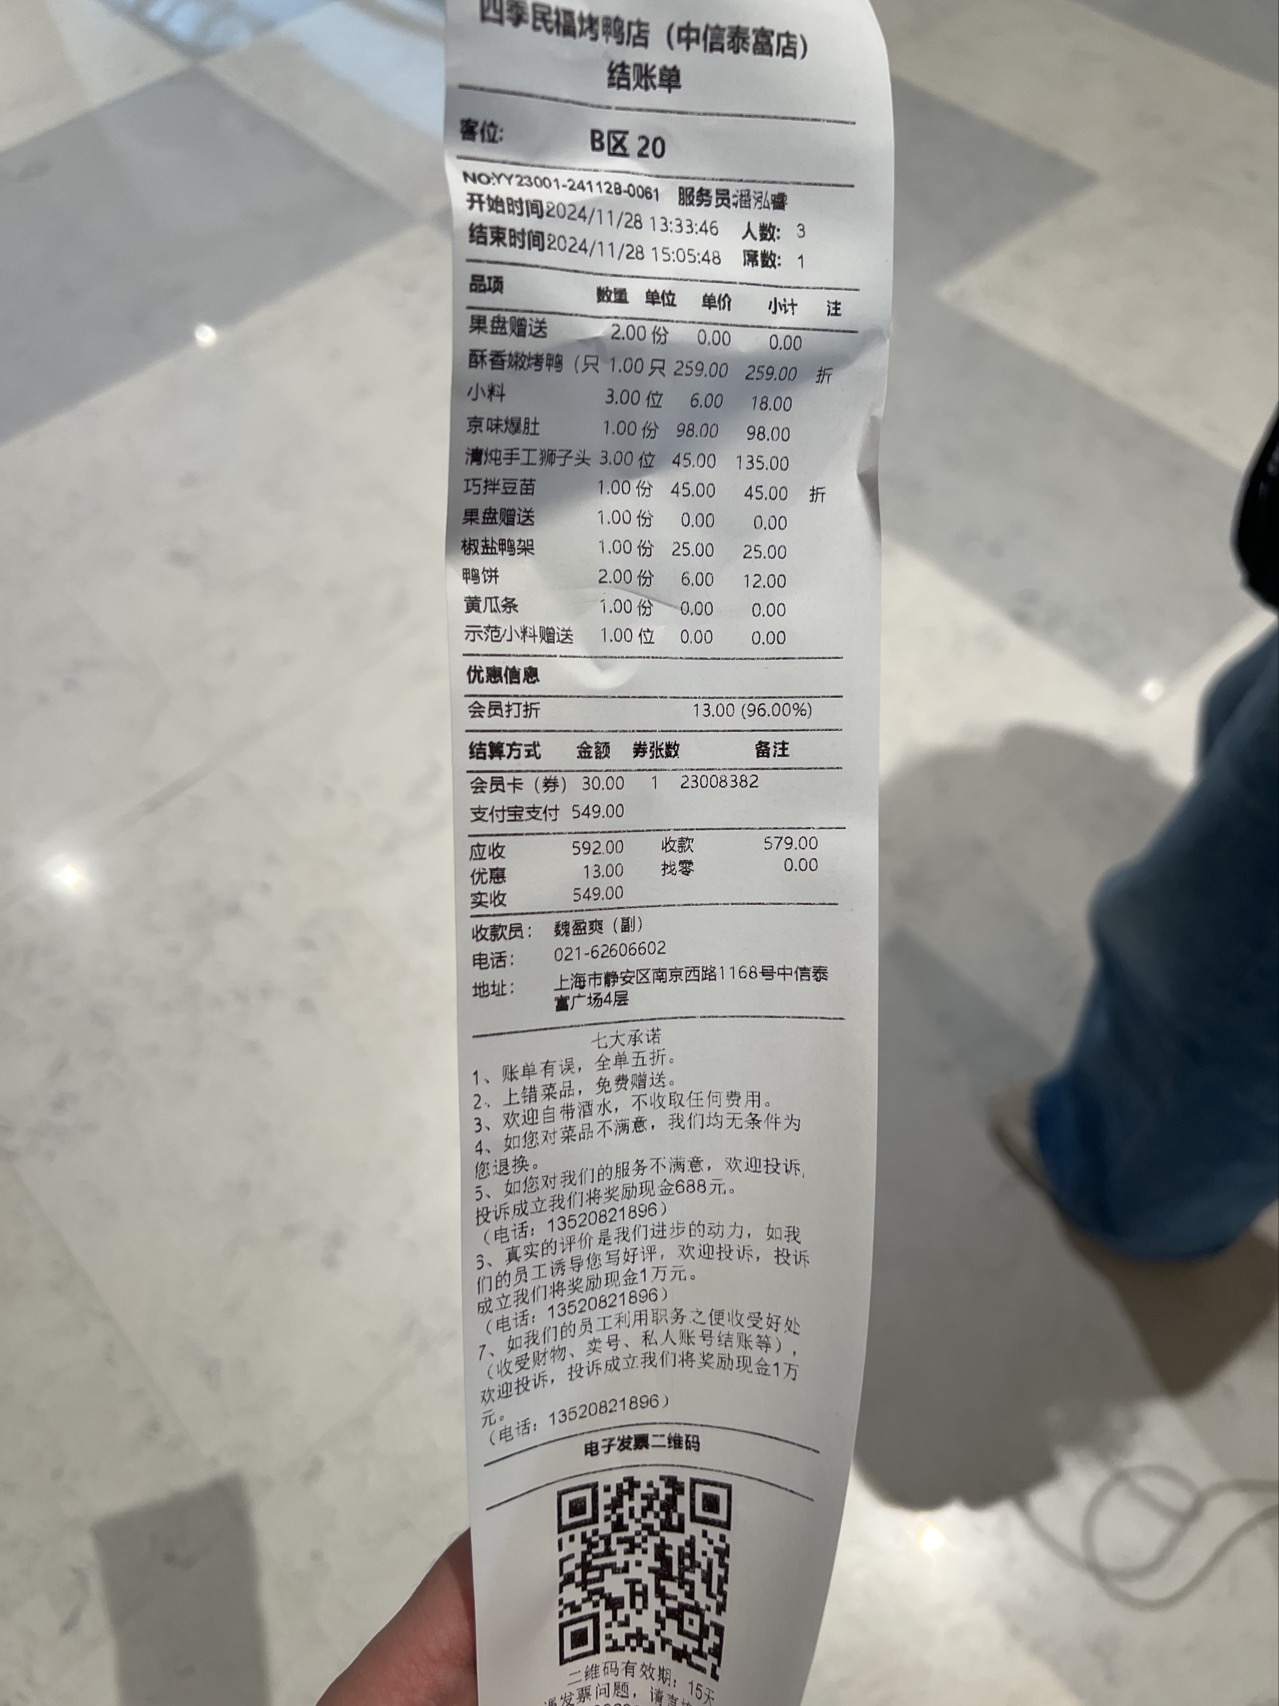 四季民福烤鸭店（中信泰富店）
结账单
客位: B区 20
NO:YY23001-241128-0061 服务员:潘泓睿
开始时间2024/11/28 13:33:46 人数: 3
结束时间2024/11/28 15:05:48 席数: 1
品项 数量 单位 单价 小计 注
果盘赠送 2.00 份 0.00 0.00
酥香嫩烤鸭（只 1.00 只 259.00 259.00 折
小料 3.00 位 6.00 18.00
京味爆肚 1.00 份 98.00 98.00
清炖手工狮子头 3.00 位 45.00 135.00
巧拌豆苗 1.00 份 45.00 45.00 折
果盘赠送 1.00 份 0.00 0.00
椒盐鸭架 1.00 份 25.00 25.00
鸭饼 2.00 份 6.00 12.00
黄瓜条 1.00 份 0.00 0.00
示范小料赠送 1.00 位 0.00 0.00
优惠信息
会员打折 13.00 (96.00%)
结算方式 金额 券张数 备注
会员卡（券） 30.00 1 23008382
支付宝支付 549.00
应收 592.00 收款 579.00
优惠 13.00 找零 0.00
实收 549.00
收款员: 魏盈爽（副）
电话: 021-62606602
地址: 上海市静安区南京西路1168号中信泰
富广场4层
七大承诺
1、账单有误，全单五折。
2、上错菜品，免费赠送。
3、欢迎自带酒水，不收取任何费用。
4、如您对菜品不满意，我们均无条件为
您退换。
5、如您对我们的服务不满意，欢迎投诉,
投诉成立我们将奖励现金688元。
（电话：13520821896）
3、真实的评价是我们进步的动力，如我
们的员工诱导您写好评，欢迎投诉，投诉
成立我们将奖励现金1万元。
（电话：13520821896）
7、如我们的员工利用职务之便收受好处
（收受财物、卖号、私人账号结账等），
欢迎投诉，投诉成立我们将奖励现金1万
元。
（电话：13520821896）
电子发票二维码
二维码有效期：15天
发票问题，请直